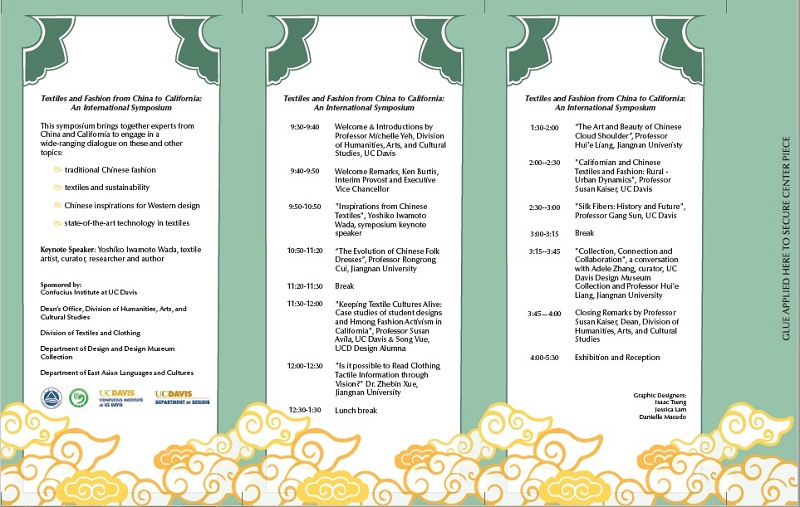 Textiles and Fashion from China to California:
An International Symposium
This symposium brings together experts from
China and California to engage in a
wide-ranging dialogue on these and other
topics:
traditional Chinese fashion
textiles and sustainability
Chinese inspirations for Western design
state-of-the-art technology in textiles
Keynote Speaker: Yoshiko Iwamoto Wada, textile
artist, curator, researcher and author
Sponsored by:
Confucius Institute at UC Davis
Dean's Office, Division of Humanities, Arts, and
Cultural Studies
Division of Textiles and Clothing
Department of Design and Design Museum
Collection
Department of East Asian Languages and Cultures
UCDAVIS
CONFUCIUS INSTITUTE
at UC DAVIS
UCDAVIS
DEPARTMENT OF DESIGN
Textiles and Fashion from China to California:
An International Symposium
9:30-9:40 Welcome & Introductions by
Professor Michelle Yeh, Division
of Humanities, Arts, and Cultural
Studies, UC Davis
9:40-9:50 Welcome Remarks, Ken Burtis,
Interim Provost and Executive
Vice Chancellor
9:50-10:50 "Inspirations from Chinese
Textiles", Yoshiko Iwamoto
Wada, symposium keynote
speaker
10:50-11:20 "The Evolution of Chinese Folk
Dresses", Professor Rongrong
Cui, Jiangnan University
11:20-11:30 Break
11:30-12:00 "Keeping Textile Cultures Alive:
Case studies of student designs
and Hmong Fashion Activism in
California", Professor Susan
Avila, UC Davis & Song Vue,
UCD Design Alumna
12:00-12:30 "Is it possible to Read Clothing
Tactile Information through
Vision?" Dr. Zhebin Xue,
Jiangnan University
12:30-1:30 Lunch break
Textiles and Fashion from China to California:
An International Symposium
1:30-2:00 "The Art and Beauty of Chinese
Cloud Shoulder", Professor
Hui'e Liang, Jiangnan University
2:00--2:30 "Californian and Chinese
Textiles and Fashion: Rural -
Urban Dynamics", Professor
Susan Kaiser, UC Davis
2:30--3:00 "Silk Fibers: History and Future",
Professor Gang Sun, UC Davis
3:00-3:15 Break
3:15--3:45 "Collection, Connection and
Collaboration", a conversation
with Adele Zhang, curator, UC
Davis Design Museum
Collection and Professor Hui'e
Liang, Jiangnan University
3:45—4:00 Closing Remarks by Professor
Susan Kaiser, Dean, Division of
Humanities, Arts, and Cultural
Studies
4:00-5:30 Exhibition and Reception
Graphic Designers:
Isaac Tseng
Jessica Lam
Danielle Macedo
GLUE APPLIED HERE TO SECURE CENTER PIECE